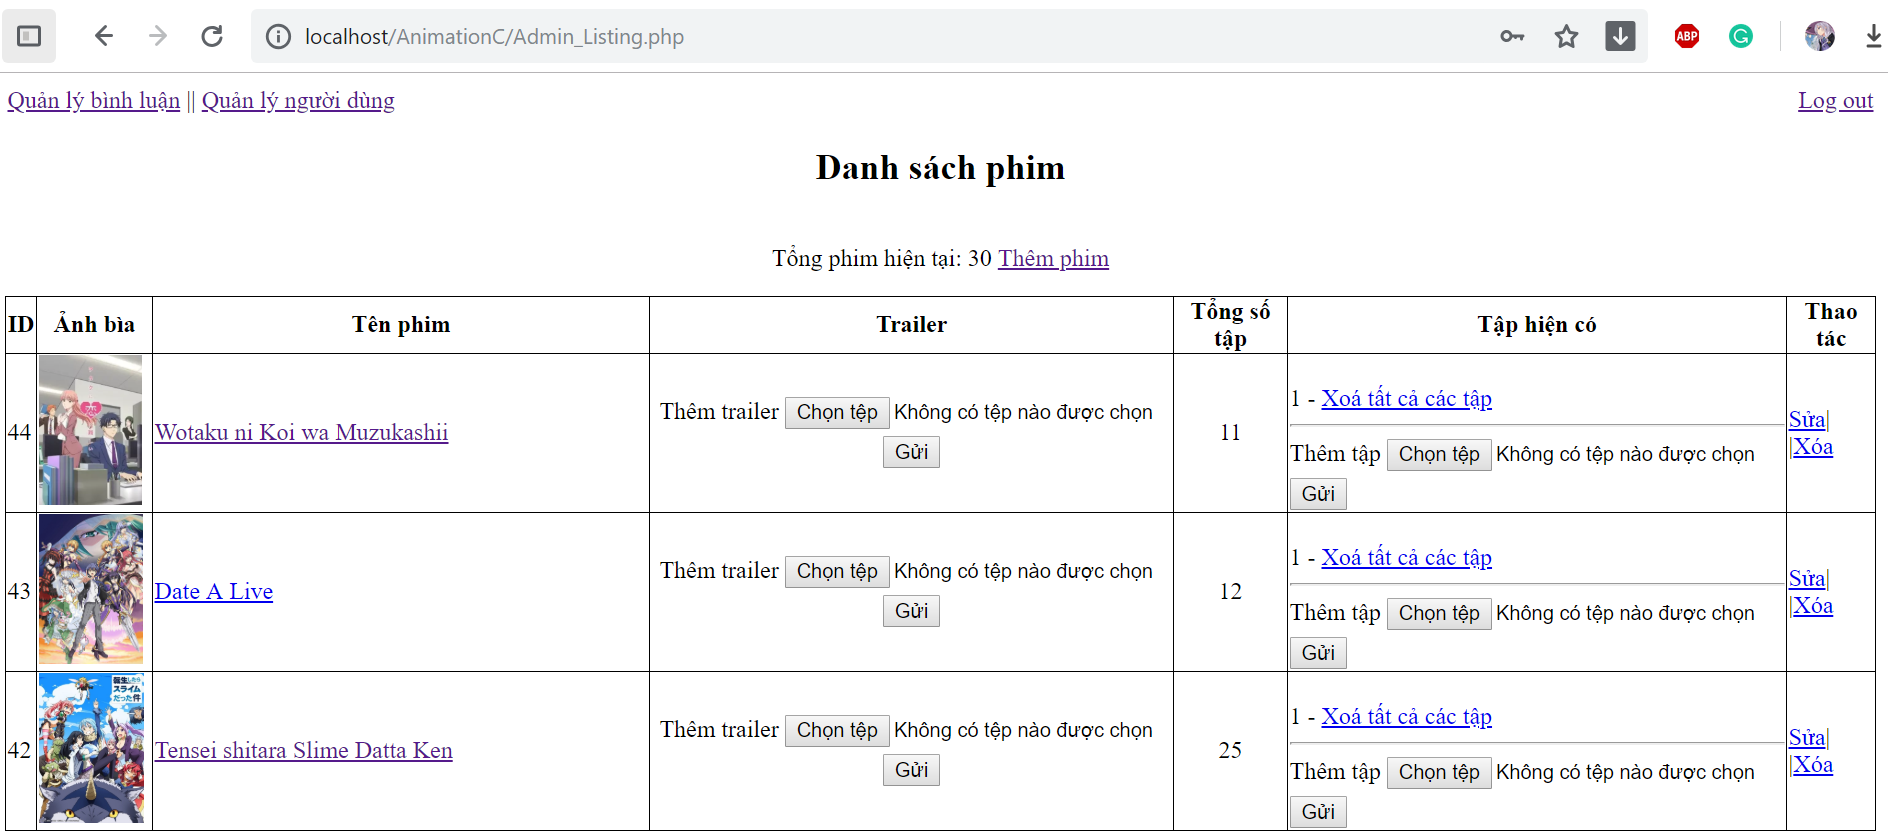 localhost/AnimationC/Admin_Listing.php
ABP
Quản lý bình luận || Quản lý người dùng
Log out
Danh sách phim
Tổng phim hiện tại: 30 Thêm phim
ID Ảnh bìa Tên phim Trailer Tổng số tập Tập hiện có Thao tác
44
Wotaku ni Koi wa Muzukashii
Thêm trailer Chọn tệp Không có tệp nào được chọn
Gửi
11
1 - Xoá tất cả các tập
Thêm tập Chọn tệp Không có tệp nào được chọn
Gửi
Sửa|
|Xóa
43
Date A Live
Thêm trailer Chọn tệp Không có tệp nào được chọn
Gửi
12
1 - Xoá tất cả các tập
Thêm tập Chọn tệp Không có tệp nào được chọn
Gửi
Sửa|
|Xóa
42
転生したら
スライム
だった件
Tensei shitara Slime Datta Ken
Thêm trailer Chọn tệp Không có tệp nào được chọn
Gửi
25
1 - Xoá tất cả các tập
Thêm tập Chọn tệp Không có tệp nào được chọn
Gửi
Sửa|
|Xóa